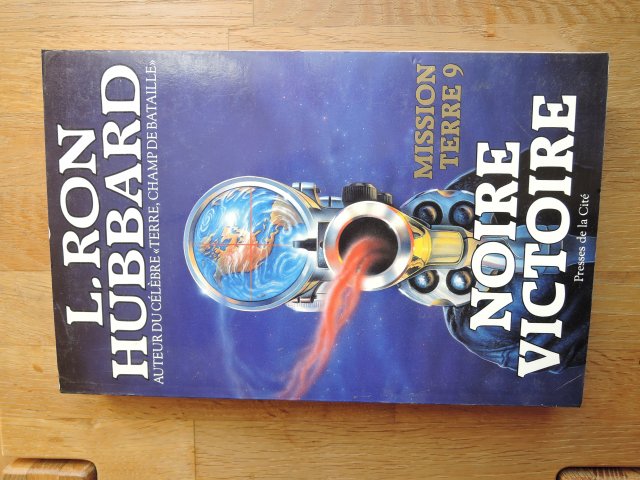 L. RON
HUBBARD
AUTEUR DU CÉLÈBRE «TERRE, CHAMP DE BATAILLE»
MISSION
TERRE 9
NOIRE
VICTOIRE
Presses de la Cité